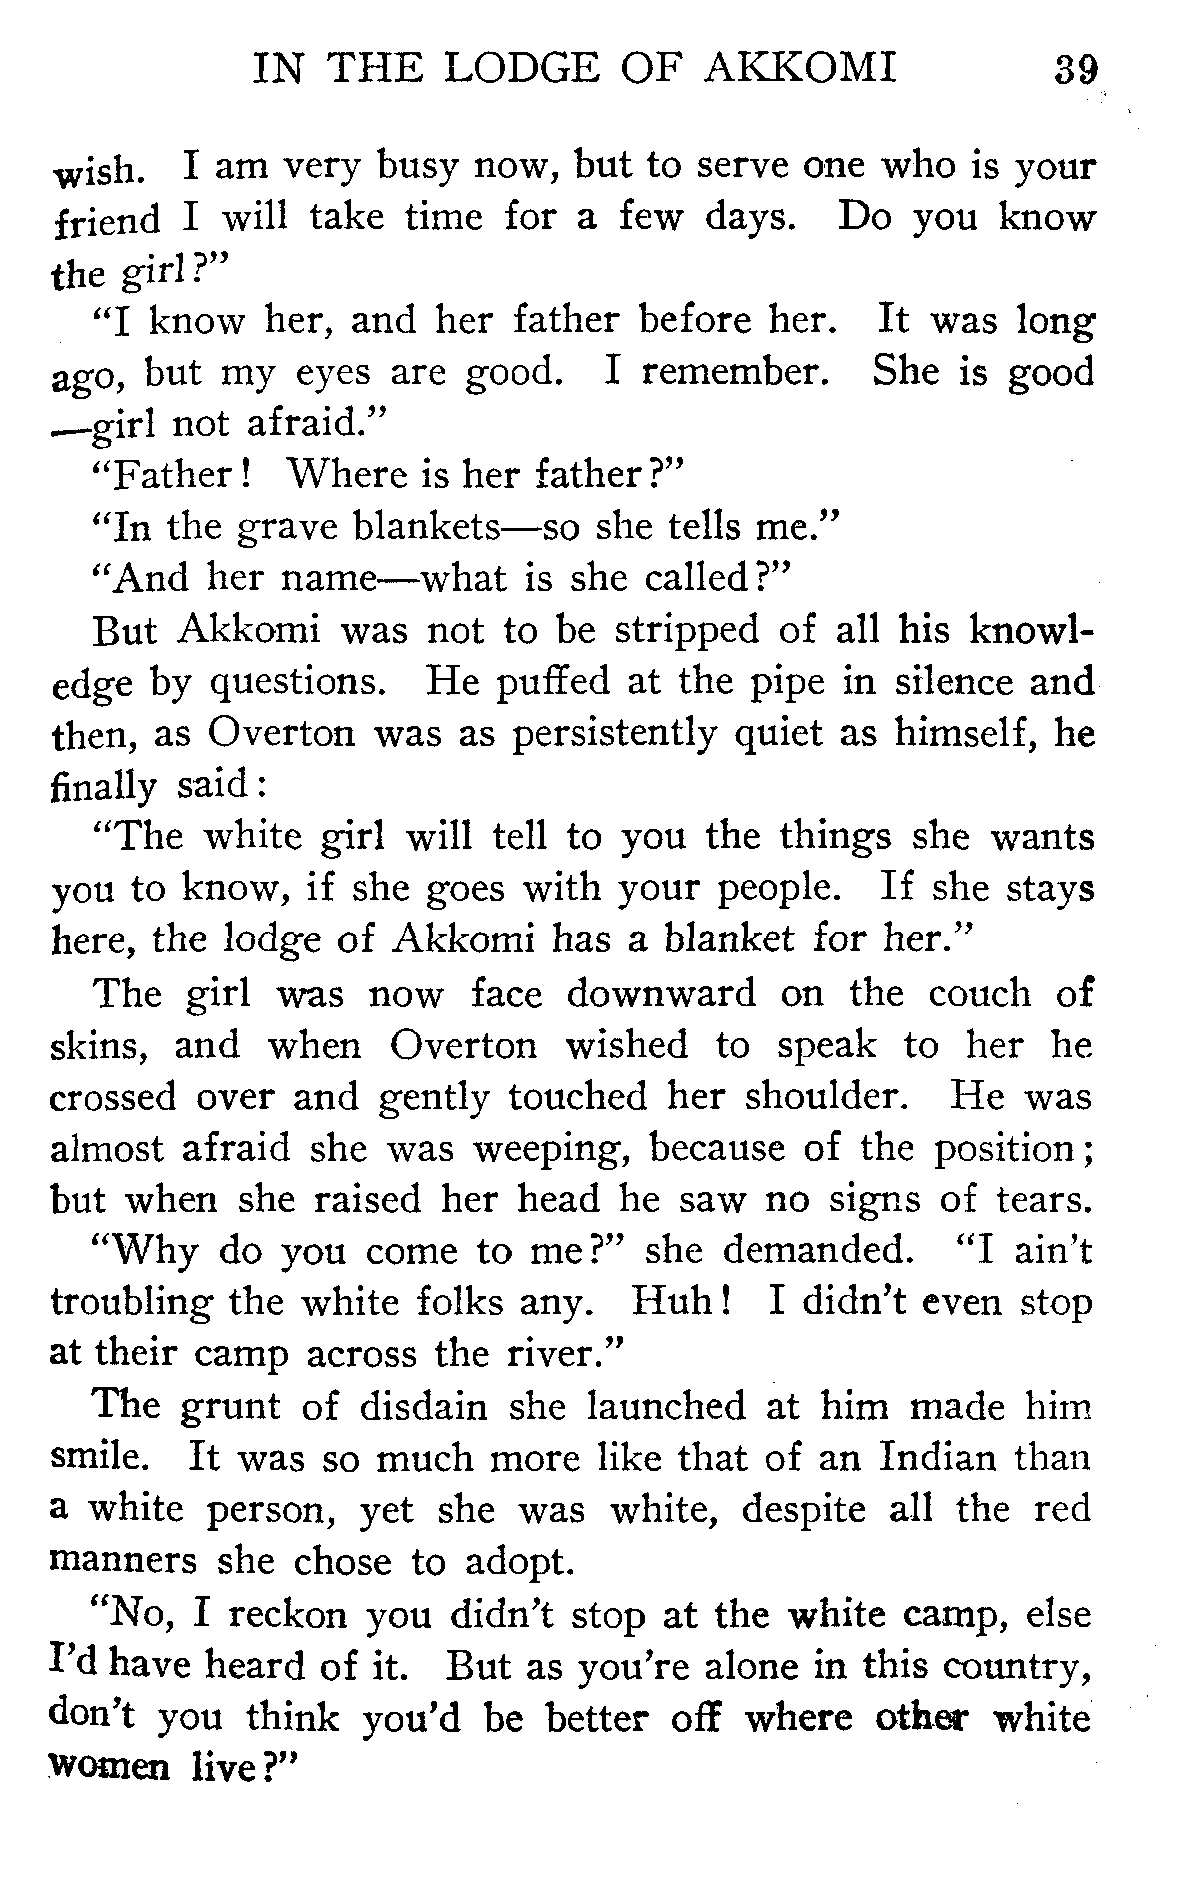 IN THE LODGE OF AKKOMI 39
wish. I am very busy now, but to serve one who is your
friend I will take time for a few days. Do you know
the girl?"
"I know her, and her father before her. It was long
ago, but my eyes are good. I remember. She is good
—girl not afraid."
"Father! Where is her father?"
"In the grave blankets—so she tells me."
"And her name—what is she called?"
But Akkomi was not to be stripped of all his knowl-
edge by questions. He puffed at the pipe in silence and
then, as Overton was as persistently quiet as himself, he
finally said:
"The white girl will tell to you the things she wants
you to know, if she goes with your people. If she stays
here, the lodge of Akkomi has a blanket for her."
The girl was now face downward on the couch of
skins, and when Overton wished to speak to her he
crossed over and gently touched her shoulder. He was
almost afraid she was weeping, because of the position;
but when she raised her head he saw no signs of tears.
"Why do you come to me?" she demanded. "I ain't
troubling the white folks any. Huh! I didn't even stop
at their camp across the river."
The grunt of disdain she launched at him made him
smile. It was so much more like that of an Indian than
a white person, yet she was white, despite all the red
manners she chose to adopt.
"No, I reckon you didn't stop at the white camp, else
I'd have heard of it. But as you're alone in this country,
don't you think you'd be better off where other white
women live?"